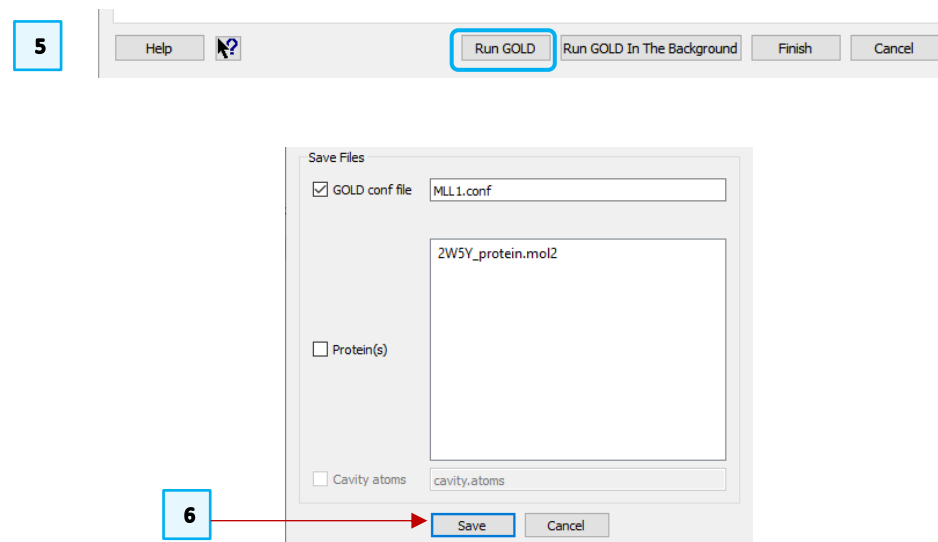 5
Help Run GOLD Run GOLD In The Background Finish Cancel
Save Files
GOLD conf file MLL1.conf
2W5Y_protein.mol2
Protein(s)
Cavity atoms cavity.atoms
6 Save Cancel